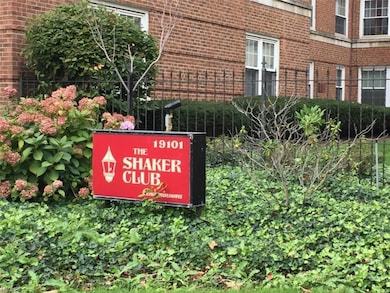 19101
THE
SHAKER
CLUB